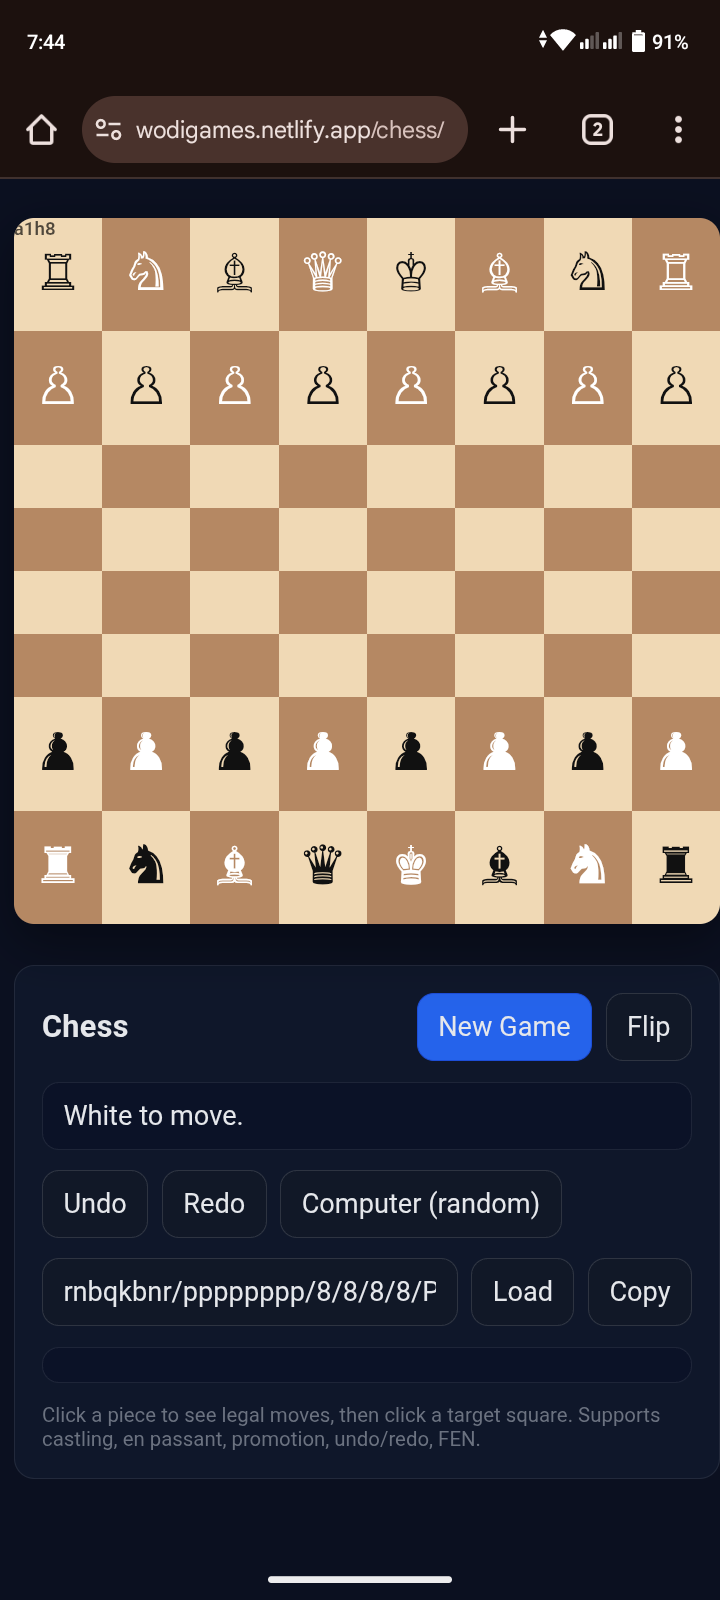 7:44
91%
wodigames.netlify.app/chess/
2
a1h8
Chess
New Game
Flip
White to move.
Undo
Redo
Computer (random)
rnbqkbnr/pppppppp/8/8/8/8/P
Load
Copy
Click a piece to see legal moves, then click a target square. Supports
castling, en passant, promotion, undo/redo, FEN.